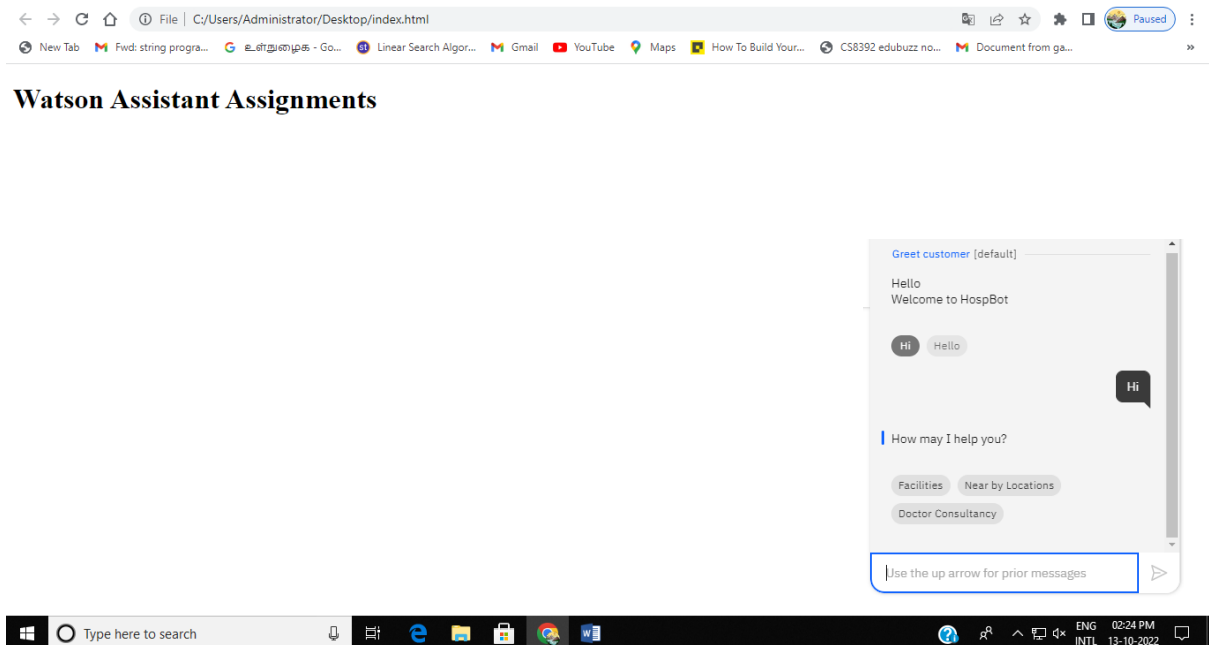 File | C:/Users/Administrator/Desktop/index.html Paused
New Tab Fwd: string progra... உள்நுழைக - Go... st Linear Search Algor... Gmail YouTube Maps How To Build Your... CS8392 edubuzz no... Document from ga... »
Watson Assistant Assignments
Greet customer [default]
Hello
Welcome to HospBot
Hi Hello
Hi
How may I help you?
Facilities Near by Locations
Doctor Consultancy
Use the up arrow for prior messages
Type here to search
ENG 02:24 PM
INTL 13-10-2022